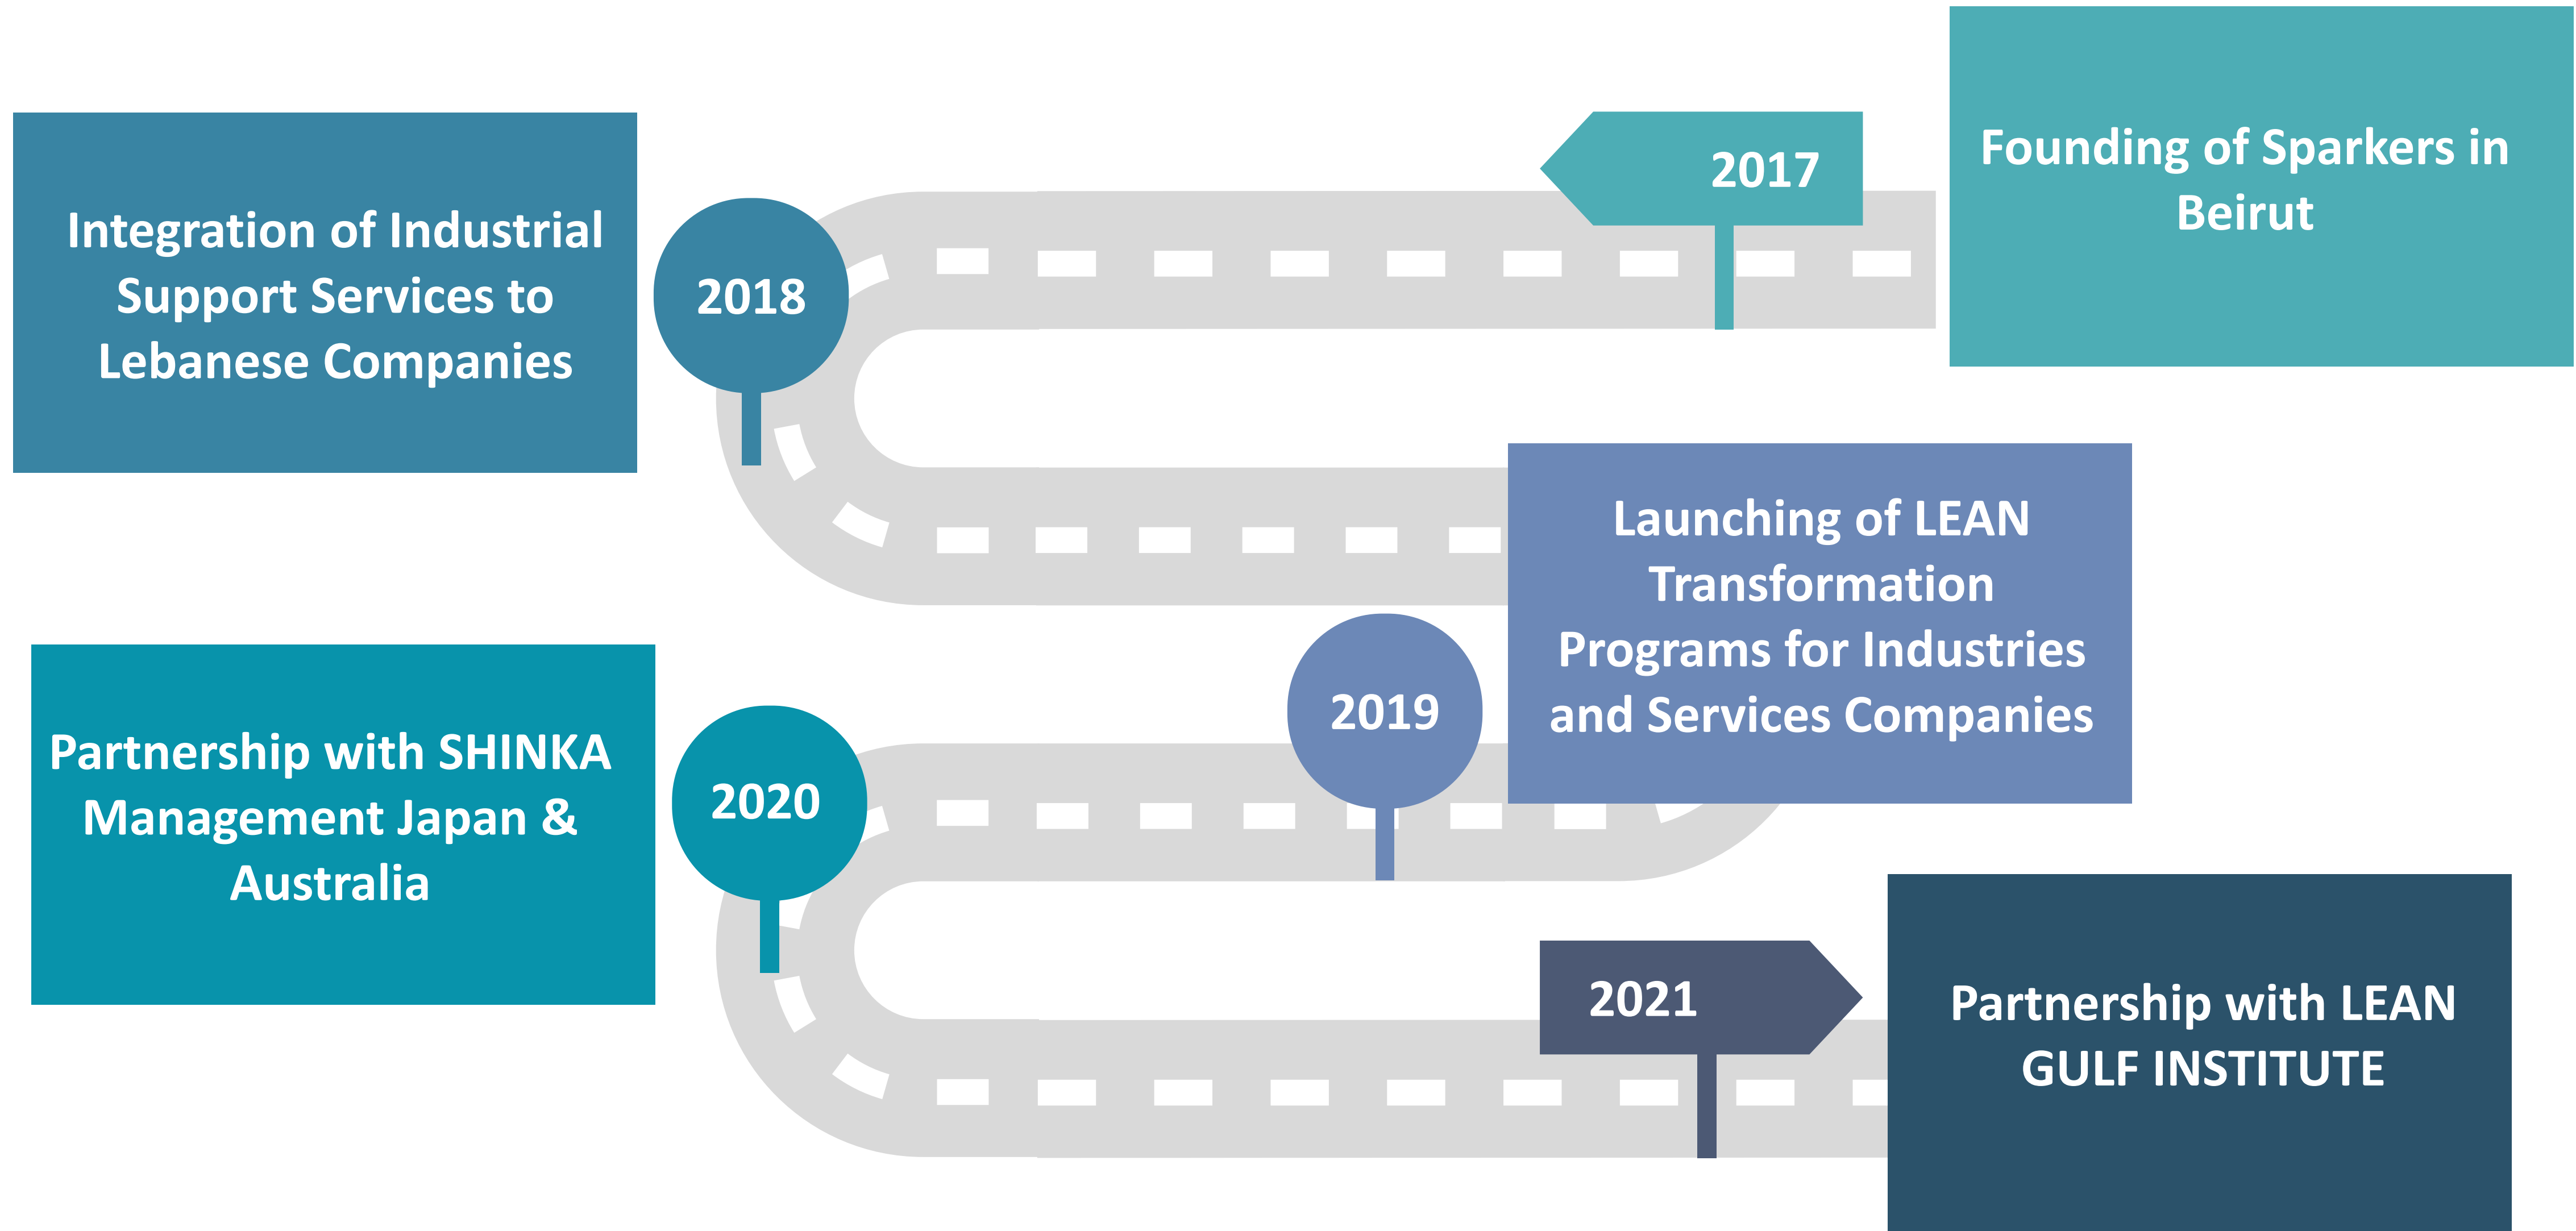 2017
Founding of Sparkers in
Beirut
Integration of Industrial
Support Services to
Lebanese Companies
2018
Launching of LEAN
Transformation
Programs for Industries
and Services Companies
2019
Partnership with SHINKA
Management Japan &
Australia
2020
2021
Partnership with LEAN
GULF INSTITUTE